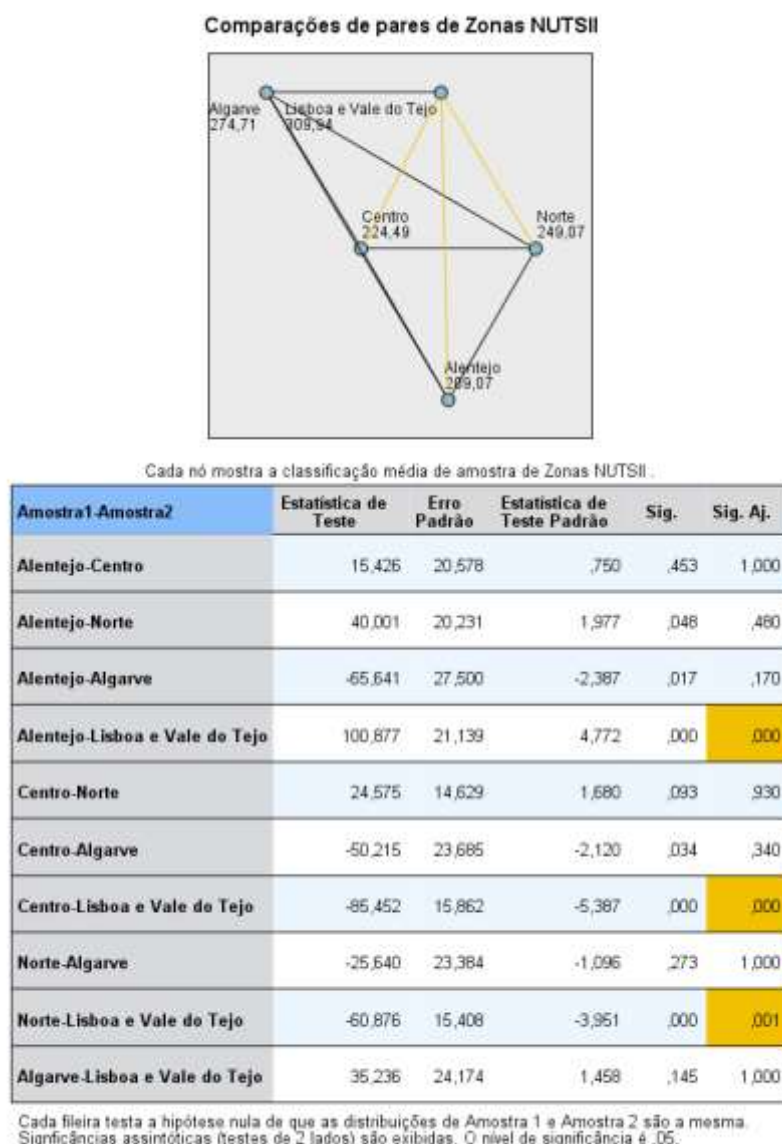 Comparações de pares de Zonas NUTSII
Algarve
274,71
Lisboa e Vale do Tejo
309,94
Centro
224,49
Norte
249,07
Alentejo
209,07
Cada nó mostra a classificação média de amostra de Zonas NUTSII .
Amostra1-Amostra2 Estatística de Teste Erro Padrão Estatística de Teste Padrão Sig. Sig. Aj.
Alentejo-Centro 15,426 20,578 ,750 ,453 1,000
Alentejo-Norte 40,001 20,231 1,977 ,048 ,480
Alentejo-Algarve -65,641 27,500 -2,387 ,017 ,170
Alentejo-Lisboa e Vale do Tejo 100,877 21,139 4,772 ,000 ,000
Centro-Norte 24,575 14,629 1,680 ,093 ,930
Centro-Algarve -50,215 23,685 -2,120 ,034 ,340
Centro-Lisboa e Vale do Tejo -85,452 15,862 -5,387 ,000 ,000
Norte-Algarve -25,640 23,384 -1,096 ,273 1,000
Norte-Lisboa e Vale do Tejo -60,876 15,408 -3,951 ,000 ,001
Algarve-Lisboa e Vale do Tejo 35,236 24,174 1,458 ,145 1,000
Cada fileira testa a hipótese nula de que as distribuições de Amostra 1 e Amostra 2 são a mesma.
Significâncias assintóticas (testes de 2 lados) são exibidas. O nível de significância é ,05.